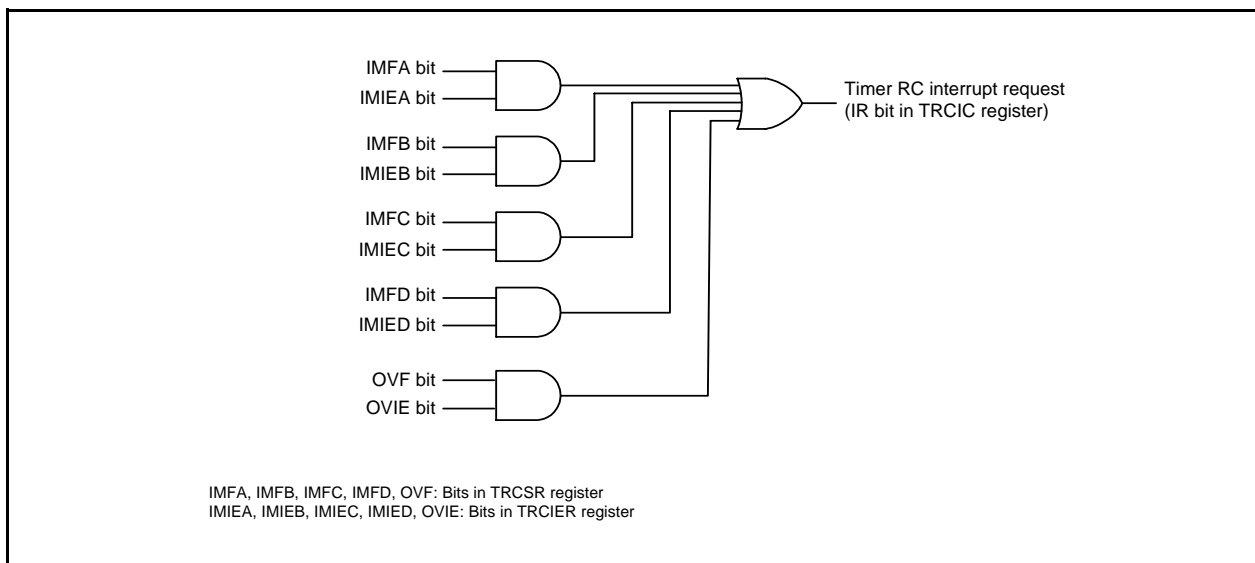 IMFA bit
IMIEA bit
Timer RC interrupt request
(IR bit in TRCIC register)
IMFB bit
IMIEB bit
IMFC bit
IMIEC bit
IMFD bit
IMIED bit
OVF bit
OVIE bit
IMFA, IMFB, IMFC, IMFD, OVF: Bits in TRCSR register
IMIEA, IMIEB, IMIEC, IMIED, OVIE: Bits in TRCIER register